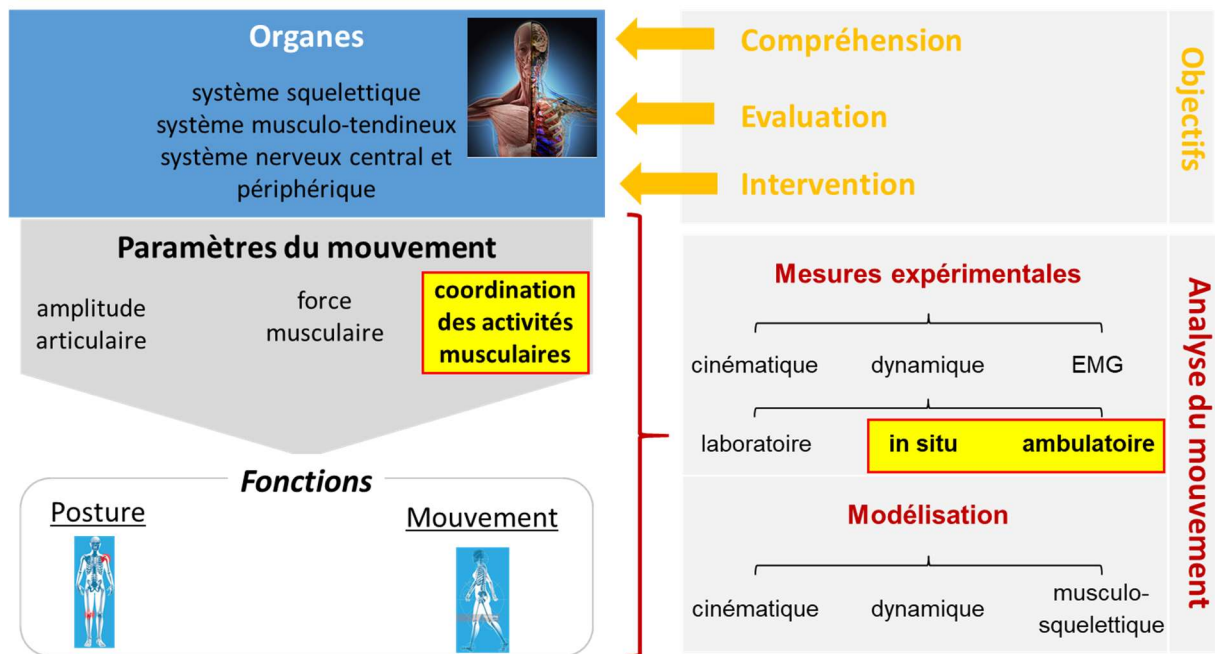 Organes
système squelettique
système musculo-tendineux
système nerveux central et
périphérique
Compréhension
Evaluation
Intervention
Objectifs
Paramètres du mouvement
amplitude
articulaire
force
musculaire
coordination
des activités
musculaires
Fonctions
Posture
Mouvement
Mesures expérimentales
cinématique dynamique EMG
laboratoire in situ ambulatoire
Modélisation
cinématique dynamique musculo-
squelettique
Analyse du mouvement